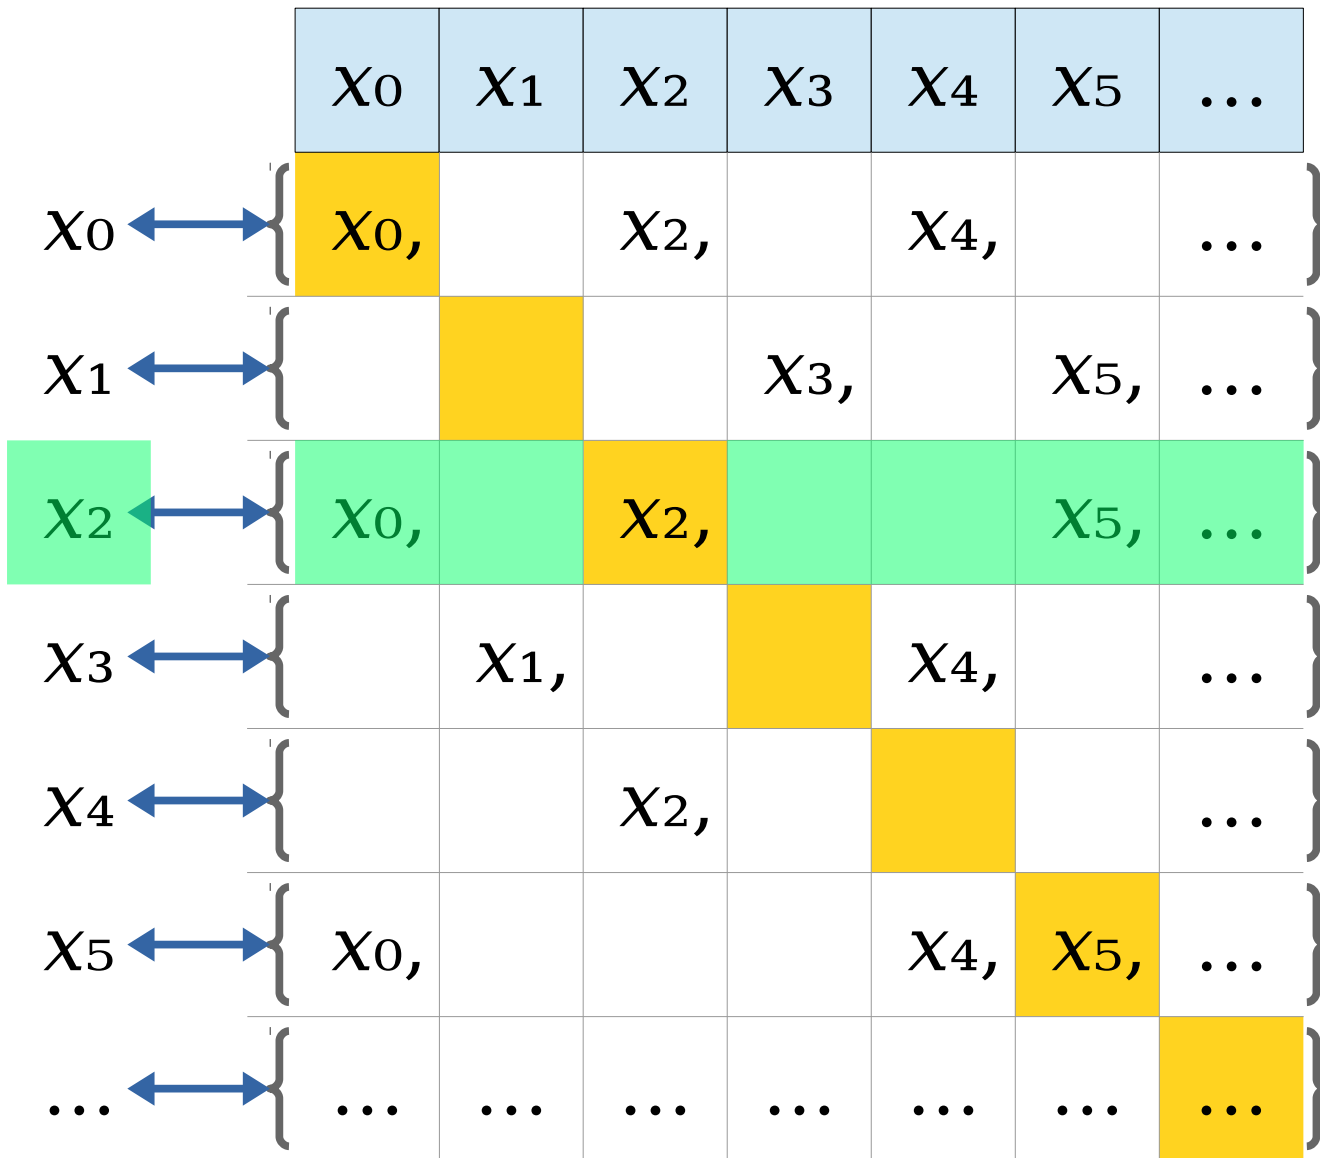 x₀ x₁ x₂ x₃ x₄ x₅ ...
x₀ { x₀, x₂, x₄, ... }
x₁ { x₃, x₅, ... }
x₂ { x₀, x₂, x₅, ... }
x₃ { x₁, x₄, ... }
x₄ { x₂, ... }
x₅ { x₀, x₄, x₅, ... }
... { ... ... ... ... ... ... ... }